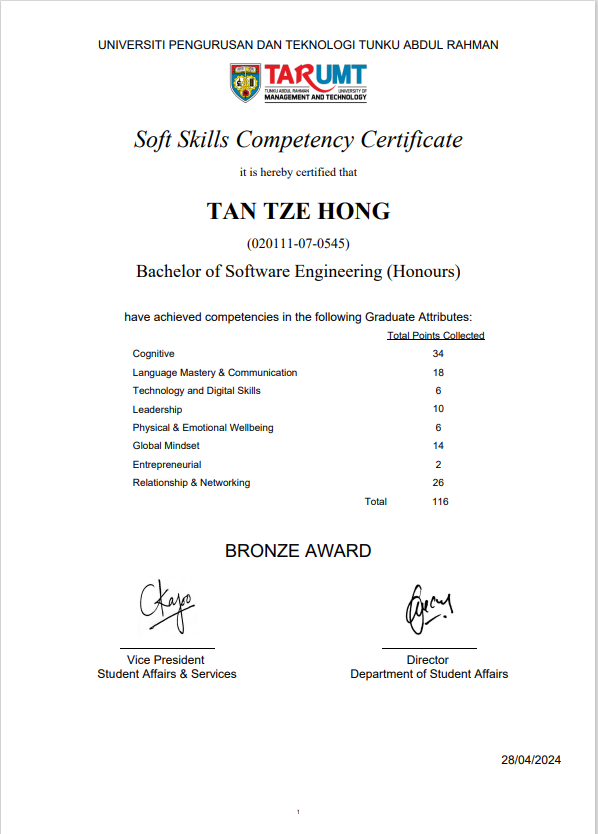 UNIVERSITI PENGURUSAN DAN TEKNOLOGI TUNKU ABDUL RAHMAN
TARUMT
TUNKU ABDUL RAHMAN UNIVERSITY OF
MANAGEMENT AND TECHNOLOGY
Soft Skills Competency Certificate
it is hereby certified that
TAN TZE HONG
(020111-07-0545)
Bachelor of Software Engineering (Honours)
have achieved competencies in the following Graduate Attributes:
Total Points Collected
Cognitive 34
Language Mastery & Communication 18
Technology and Digital Skills 6
Leadership 10
Physical & Emotional Wellbeing 6
Global Mindset 14
Entrepreneurial 2
Relationship & Networking 26
Total 116
BRONZE AWARD
Vice President Director
Student Affairs & Services Department of Student Affairs
28/04/2024
1